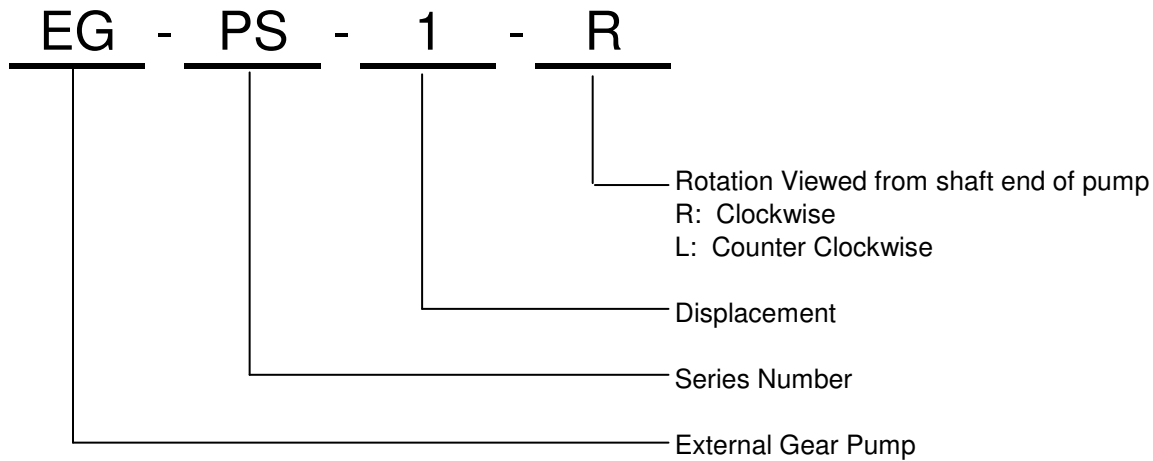 EG - PS - 1 - R
Rotation Viewed from shaft end of pump
R: Clockwise
L: Counter Clockwise
Displacement
Series Number
External Gear Pump